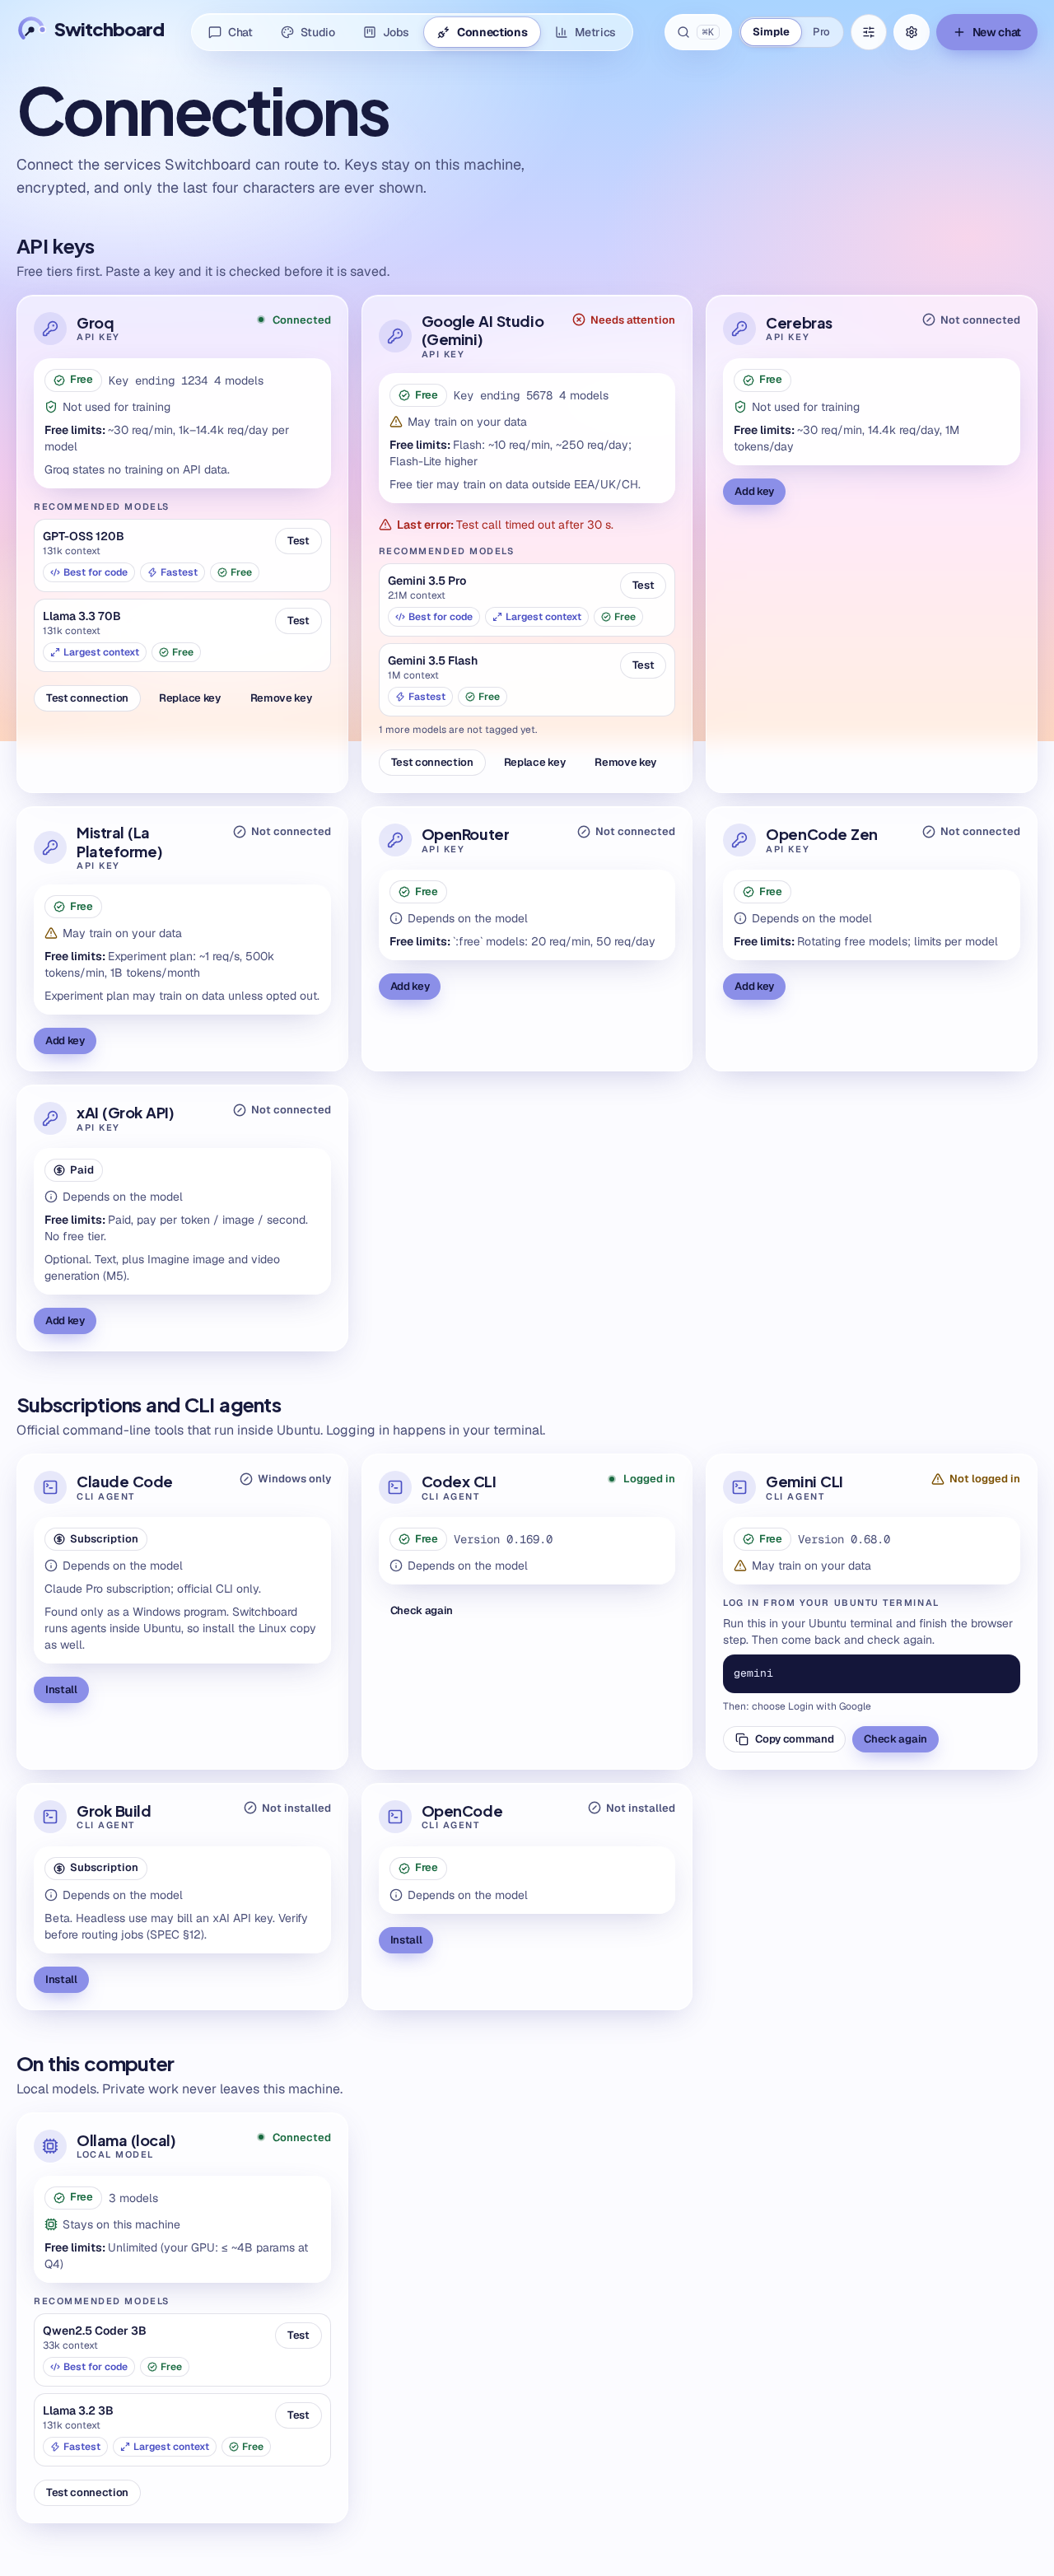 Switchboard
Chat
Studio
Jobs
Connections
Metrics
⌘K
Simple
Pro
New chat
Connections
Connect the services Switchboard can route to. Keys stay on this machine,
encrypted, and only the last four characters are ever shown.
API keys
Free tiers first. Paste a key and it is checked before it is saved.
Groq
API KEY
Connected
Free
Key ending 1234 4 models
Not used for training
Free limits: ~30 req/min, 1k–14.4k req/day per
model
Groq states no training on API data.
RECOMMENDED MODELS
GPT-OSS 120B
131k context
Best for code
Fastest
Free
Test
Llama 3.3 70B
131k context
Largest context
Free
Test
Test connection
Replace key
Remove key
Google AI Studio
(Gemini)
API KEY
Needs attention
Free
Key ending 5678 4 models
May train on your data
Free limits: Flash: ~10 req/min, ~250 req/day;
Flash-Lite higher
Free tier may train on data outside EEA/UK/CH.
Last error: Test call timed out after 30 s.
RECOMMENDED MODELS
Gemini 3.5 Pro
2.1M context
Best for code
Largest context
Free
Test
Gemini 3.5 Flash
1M context
Fastest
Free
Test
1 more models are not tagged yet.
Test connection
Replace key
Remove key
Cerebras
API KEY
Not connected
Free
Not used for training
Free limits: ~30 req/min, 14.4k req/day, 1M
tokens/day
Add key
Mistral (La
Plateforme)
API KEY
Not connected
Free
May train on your data
Free limits: Experiment plan: ~1 req/s, 500k
tokens/min, 1B tokens/month
Experiment plan may train on data unless opted out.
Add key
OpenRouter
API KEY
Not connected
Free
Depends on the model
Free limits: `:free` models: 20 req/min, 50 req/day
Add key
OpenCode Zen
API KEY
Not connected
Free
Depends on the model
Free limits: Rotating free models; limits per model
Add key
xAI (Grok API)
API KEY
Not connected
Paid
Depends on the model
Free limits: Paid, pay per token / image / second.
No free tier.
Optional. Text, plus Imagine image and video
generation (M5).
Add key
Subscriptions and CLI agents
Official command-line tools that run inside Ubuntu. Logging in happens in your terminal.
Claude Code
CLI AGENT
Windows only
Subscription
Depends on the model
Claude Pro subscription; official CLI only.
Found only as a Windows program. Switchboard
runs agents inside Ubuntu, so install the Linux copy
as well.
Install
Codex CLI
CLI AGENT
Logged in
Free
Version 0.169.0
Depends on the model
Check again
Gemini CLI
CLI AGENT
Not logged in
Free
Version 0.68.0
May train on your data
LOG IN FROM YOUR UBUNTU TERMINAL
Run this in your Ubuntu terminal and finish the browser
step. Then come back and check again.
gemini
Then: choose Login with Google
Copy command
Check again
Grok Build
CLI AGENT
Not installed
Subscription
Depends on the model
Beta. Headless use may bill an xAI API key. Verify
before routing jobs (SPEC §12).
Install
OpenCode
CLI AGENT
Not installed
Free
Depends on the model
Install
On this computer
Local models. Private work never leaves this machine.
Ollama (local)
LOCAL MODEL
Connected
Free
3 models
Stays on this machine
Free limits: Unlimited (your GPU: ≤ ~4B params at
Q4)
RECOMMENDED MODELS
Qwen2.5 Coder 3B
33k context
Best for code
Free
Test
Llama 3.2 3B
131k context
Fastest
Largest context
Free
Test
Test connection